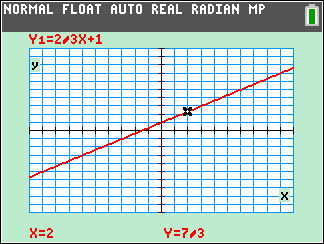 NORMAL FLOAT AUTO REAL RADIAN MP
Y₁=2/3X+1
y
x
X=2 Y=7/3